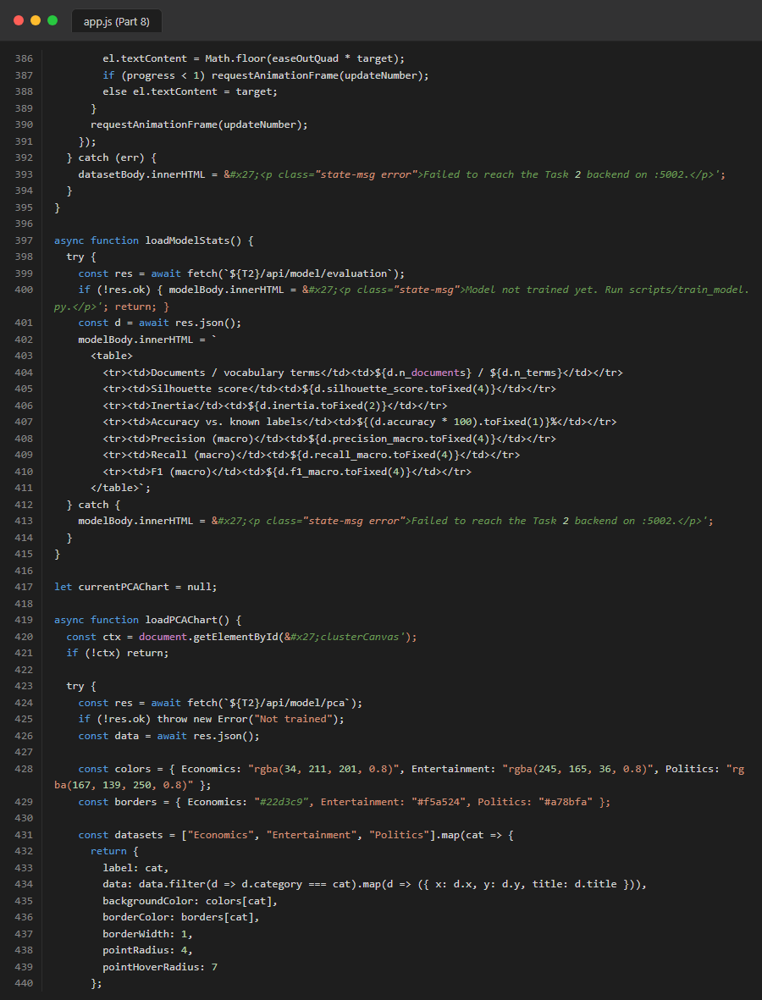 app.js (Part 8)
386         el.textContent = Math.floor(easeOutQuad * target);
387         if (progress < 1) requestAnimationFrame(updateNumber);
388         else el.textContent = target;
389       }
390       requestAnimationFrame(updateNumber);
391     });
392   } catch (err) {
393     datasetBody.innerHTML = &#x27;<p class="state-msg error">Failed to reach the Task 2 backend on :5002.</p>';
394   }
395 }
396
397 async function loadModelStats() {
398   try {
399     const res = await fetch(`${T2}/api/model/evaluation`);
400     if (!res.ok) { modelBody.innerHTML = &#x27;<p class="state-msg">Model not trained yet. Run scripts/train_model.
py.</p>'; return; }
401     const d = await res.json();
402     modelBody.innerHTML = `
403       <table>
404         <tr><td>Documents / vocabulary terms</td><td>${d.n_documents} / ${d.n_terms}</td></tr>
405         <tr><td>Silhouette score</td><td>${d.silhouette_score.toFixed(4)}</td></tr>
406         <tr><td>Inertia</td><td>${d.inertia.toFixed(2)}</td></tr>
407         <tr><td>Accuracy vs. known labels</td><td>${(d.accuracy * 100).toFixed(1)}%</td></tr>
408         <tr><td>Precision (macro)</td><td>${d.precision_macro.toFixed(4)}</td></tr>
409         <tr><td>Recall (macro)</td><td>${d.recall_macro.toFixed(4)}</td></tr>
410         <tr><td>F1 (macro)</td><td>${d.f1_macro.toFixed(4)}</td></tr>
411       </table>`;
412   } catch {
413     modelBody.innerHTML = &#x27;<p class="state-msg error">Failed to reach the Task 2 backend on :5002.</p>';
414   }
415 }
416
417 let currentPCAChart = null;
418
419 async function loadPCAChart() {
420   const ctx = document.getElementById(&#x27;clusterCanvas');
421   if (!ctx) return;
422
423   try {
424     const res = await fetch(`${T2}/api/model/pca`);
425     if (!res.ok) throw new Error("Not trained");
426     const data = await res.json();
427
428     const colors = { Economics: "rgba(34, 211, 201, 0.8)", Entertainment: "rgba(245, 165, 36, 0.8)", Politics: "rg
ba(167, 139, 250, 0.8)" };
429     const borders = { Economics: "#22d3c9", Entertainment: "#f5a524", Politics: "#a78bfa" };
430
431     const datasets = ["Economics", "Entertainment", "Politics"].map(cat => {
432       return {
433         label: cat,
434         data: data.filter(d => d.category === cat).map(d => ({ x: d.x, y: d.y, title: d.title })),
435         backgroundColor: colors[cat],
436         borderColor: borders[cat],
437         borderWidth: 1,
438         pointRadius: 4,
439         pointHoverRadius: 7
440       };